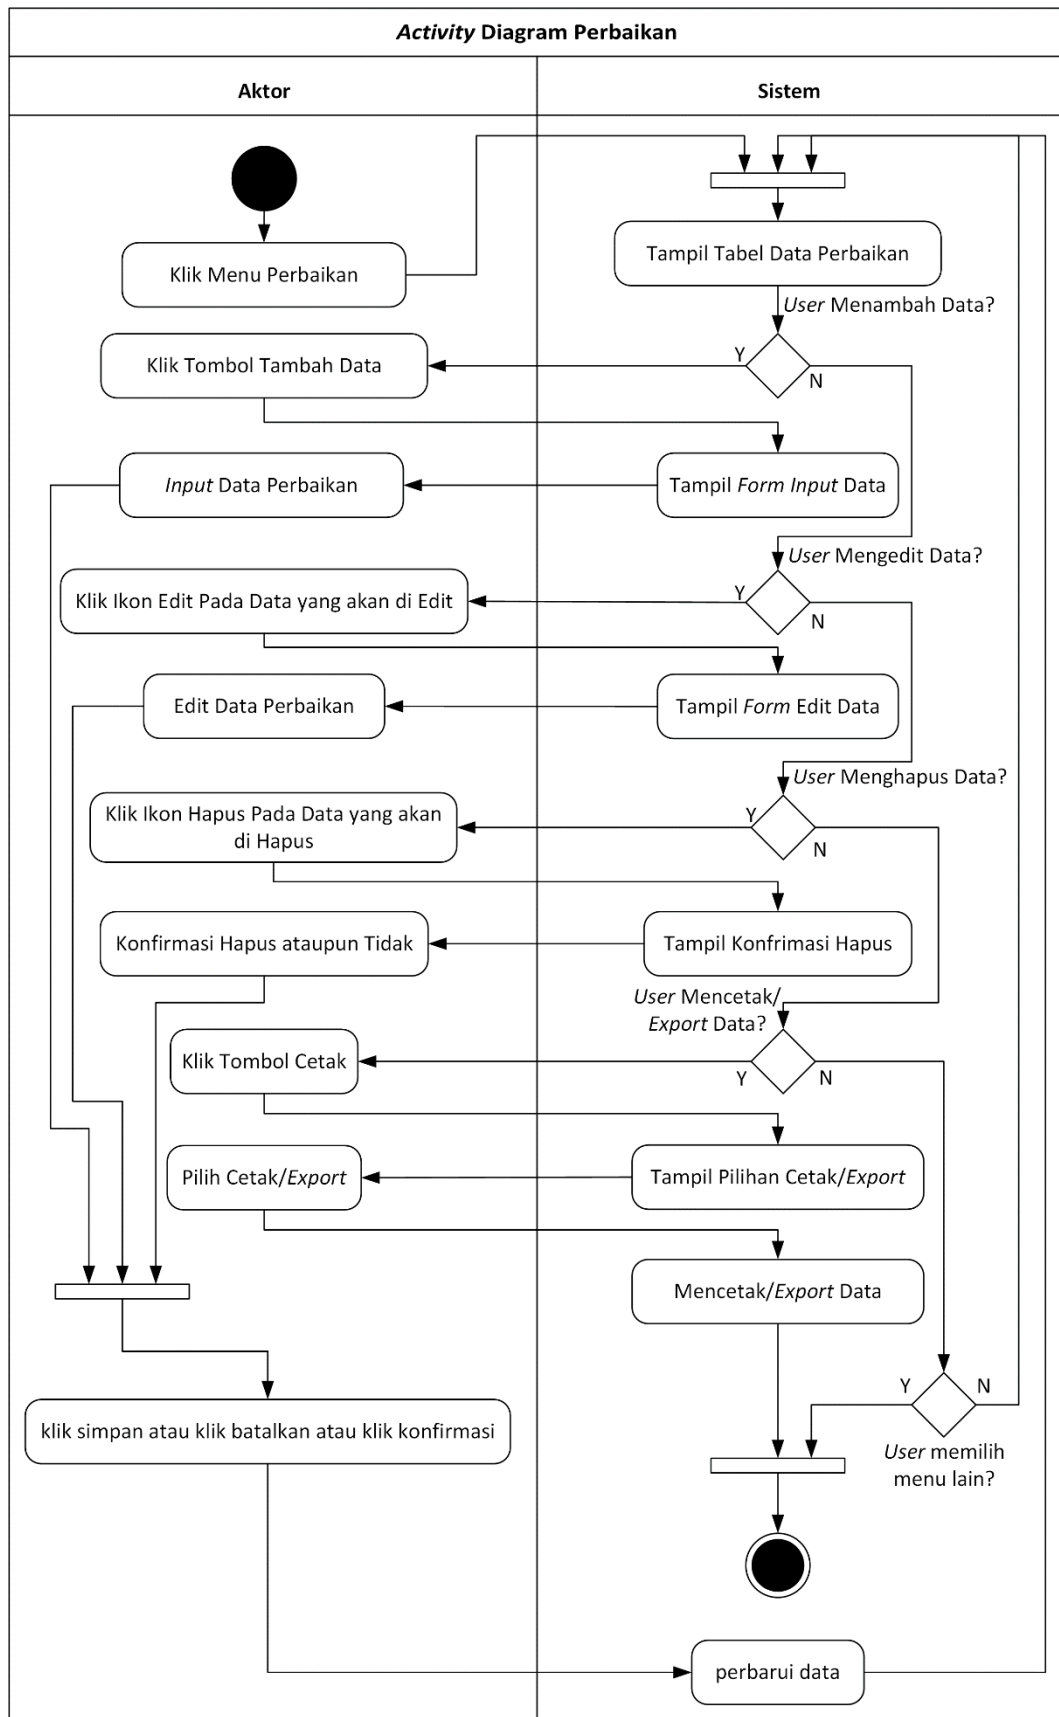 Activity Diagram Perbaikan
Aktor
Sistem
Klik Menu Perbaikan
Tampil Tabel Data Perbaikan
User Menambah Data?
Y
N
Klik Tombol Tambah Data
Input Data Perbaikan
Tampil Form Input Data
User Mengedit Data?
Y
N
Klik Ikon Edit Pada Data yang akan di Edit
Edit Data Perbaikan
Tampil Form Edit Data
User Menghapus Data?
Y
N
Klik Ikon Hapus Pada Data yang akan
di Hapus
Konfirmasi Hapus ataupun Tidak
Tampil Konfrimasi Hapus
User Mencetak/
Export Data?
Y
N
Klik Tombol Cetak
Pilih Cetak/Export
Tampil Pilihan Cetak/Export
Mencetak/Export Data
Y
N
User memilih
menu lain?
klik simpan atau klik batalkan atau klik konfirmasi
perbarui data